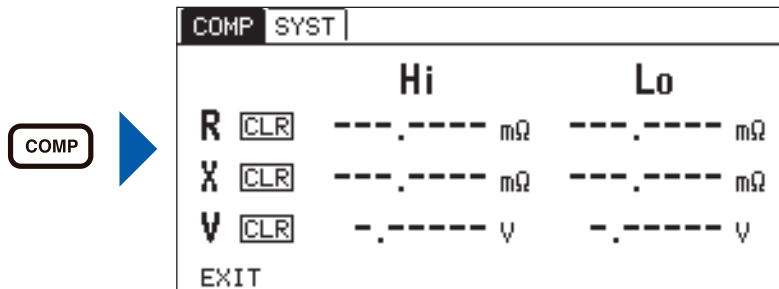 COMP
COMP SYST
Hi Lo
R CLR ---.---- mΩ ---.---- mΩ
X CLR ---.---- mΩ ---.---- mΩ
V CLR -.----- V -.----- V
EXIT